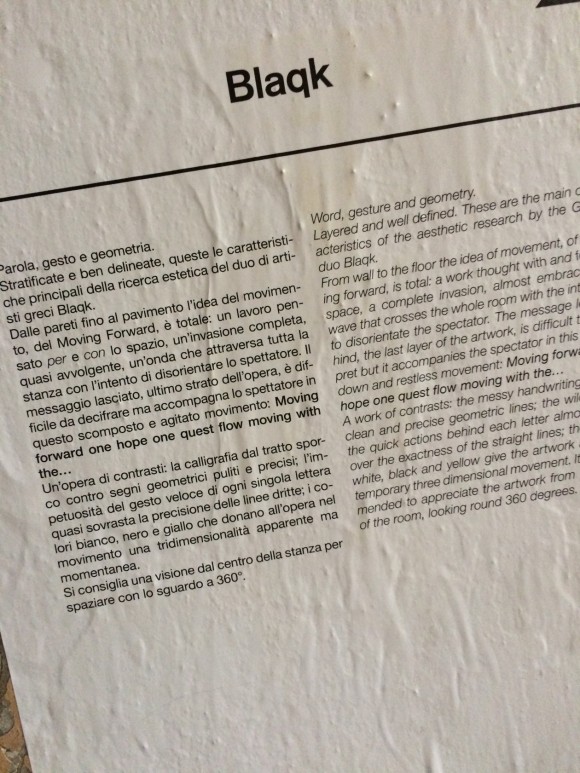 Blaqk
Parola, gesto e geometria.
Stratificate e ben delineate, queste le caratteristi-
che principali della ricerca estetica del duo di arti-
sti greci Blaqk.
Dalle pareti fino al pavimento l'idea del movimen-
to, del Moving Forward, è totale: un lavoro pen-
sato per e con lo spazio, un'invasione completa,
quasi avvolgente, un'onda che attraversa tutta la
stanza con l'intento di disorientare lo spettatore. Il
messaggio lasciato, ultimo strato dell'opera, è dif-
ficile da decifrare ma accompagna lo spettatore in
questo scomposto e agitato movimento: Moving
forward one hope one quest flow moving with
the...
Un'opera di contrasti: la calligrafia dal tratto spor-
co contro segni geometrici puliti e precisi; l'im-
petuosità del gesto veloce di ogni singola lettera
quasi sovrasta la precisione delle linee dritte; i co-
lori bianco, nero e giallo che donano all'opera nel
movimento una tridimensionalità apparente ma
momentanea.
Si consiglia una visione dal centro della stanza per
spaziare con lo sguardo a 360°.
Word, gesture and geometry.
Layered and well defined. These are the main
acteristics of the aesthetic research by the
duo Blaqk.
From wall to the floor the idea of movement, of
ing forward, is total: a work thought with and
space, a complete invasion, almost embrac
wave that crosses the whole room with the int
to disorientate the spectator. The message
hind, the last layer of the artwork, is difficult
pret but it accompanies the spectator in this
down and restless movement: Moving forw
hope one quest flow moving with the...
A work of contrasts: the messy handwriting
clean and precise geometric lines; the
the quick actions behind each letter almo
over the exactness of the straight lines; th
white, black and yellow give the artwork
temporary three dimensional movement. It
mended to appreciate the artwork from
of the room, looking round 360 degrees.